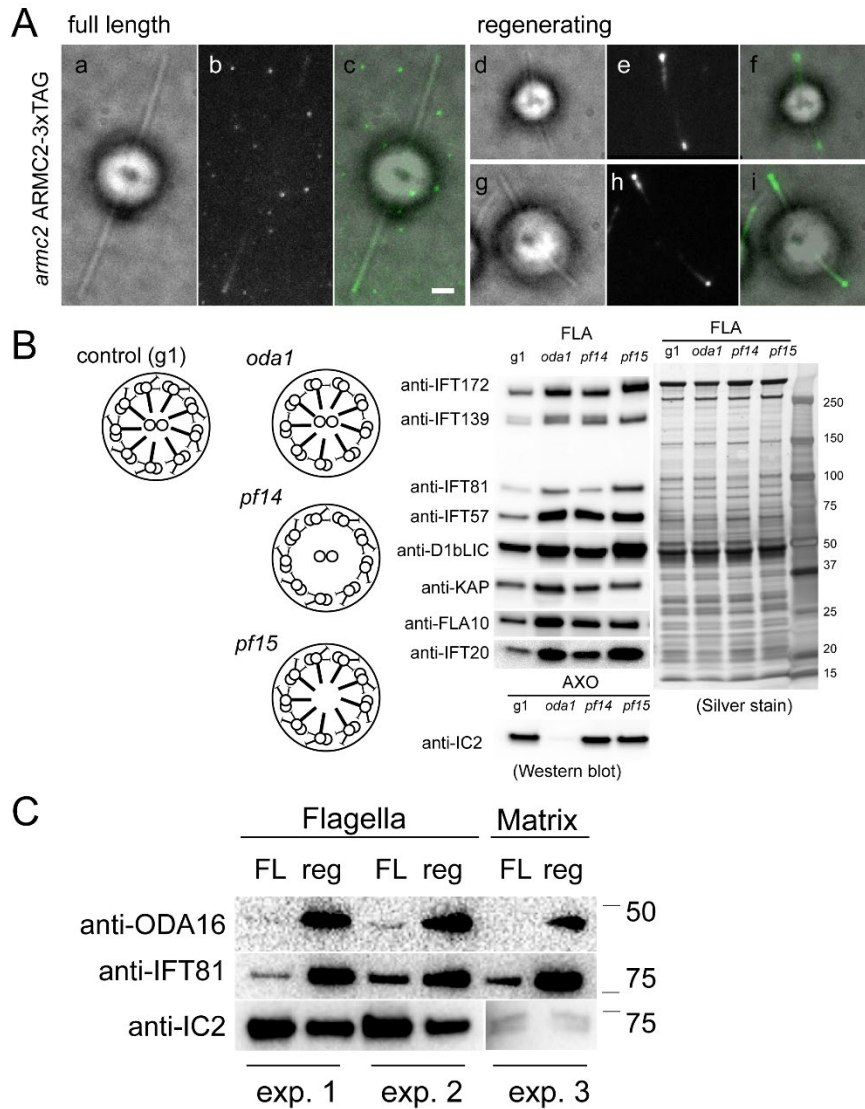 A
full length
regenerating
armc2 ARMC2-3xTAG
a
b
c
d
e
f
g
h
i
B
control (g1)
oda1
pf14
pf15
FLA
g1 oda1 pf14 pf15
anti-IFT172
anti-IFT139
anti-IFT81
anti-IFT57
anti-D1bLIC
anti-KAP
anti-FLA10
anti-IFT20
AXO
g1 oda1 pf14 pf15
anti-IC2
(Western blot)
FLA
g1 oda1 pf14 pf15
250
150
100
75
50
37
25
20
15
(Silver stain)
C
Flagella Matrix
FL reg FL reg FL reg
anti-ODA16 50
anti-IFT81 75
anti-IC2 75
exp. 1 exp. 2 exp. 3